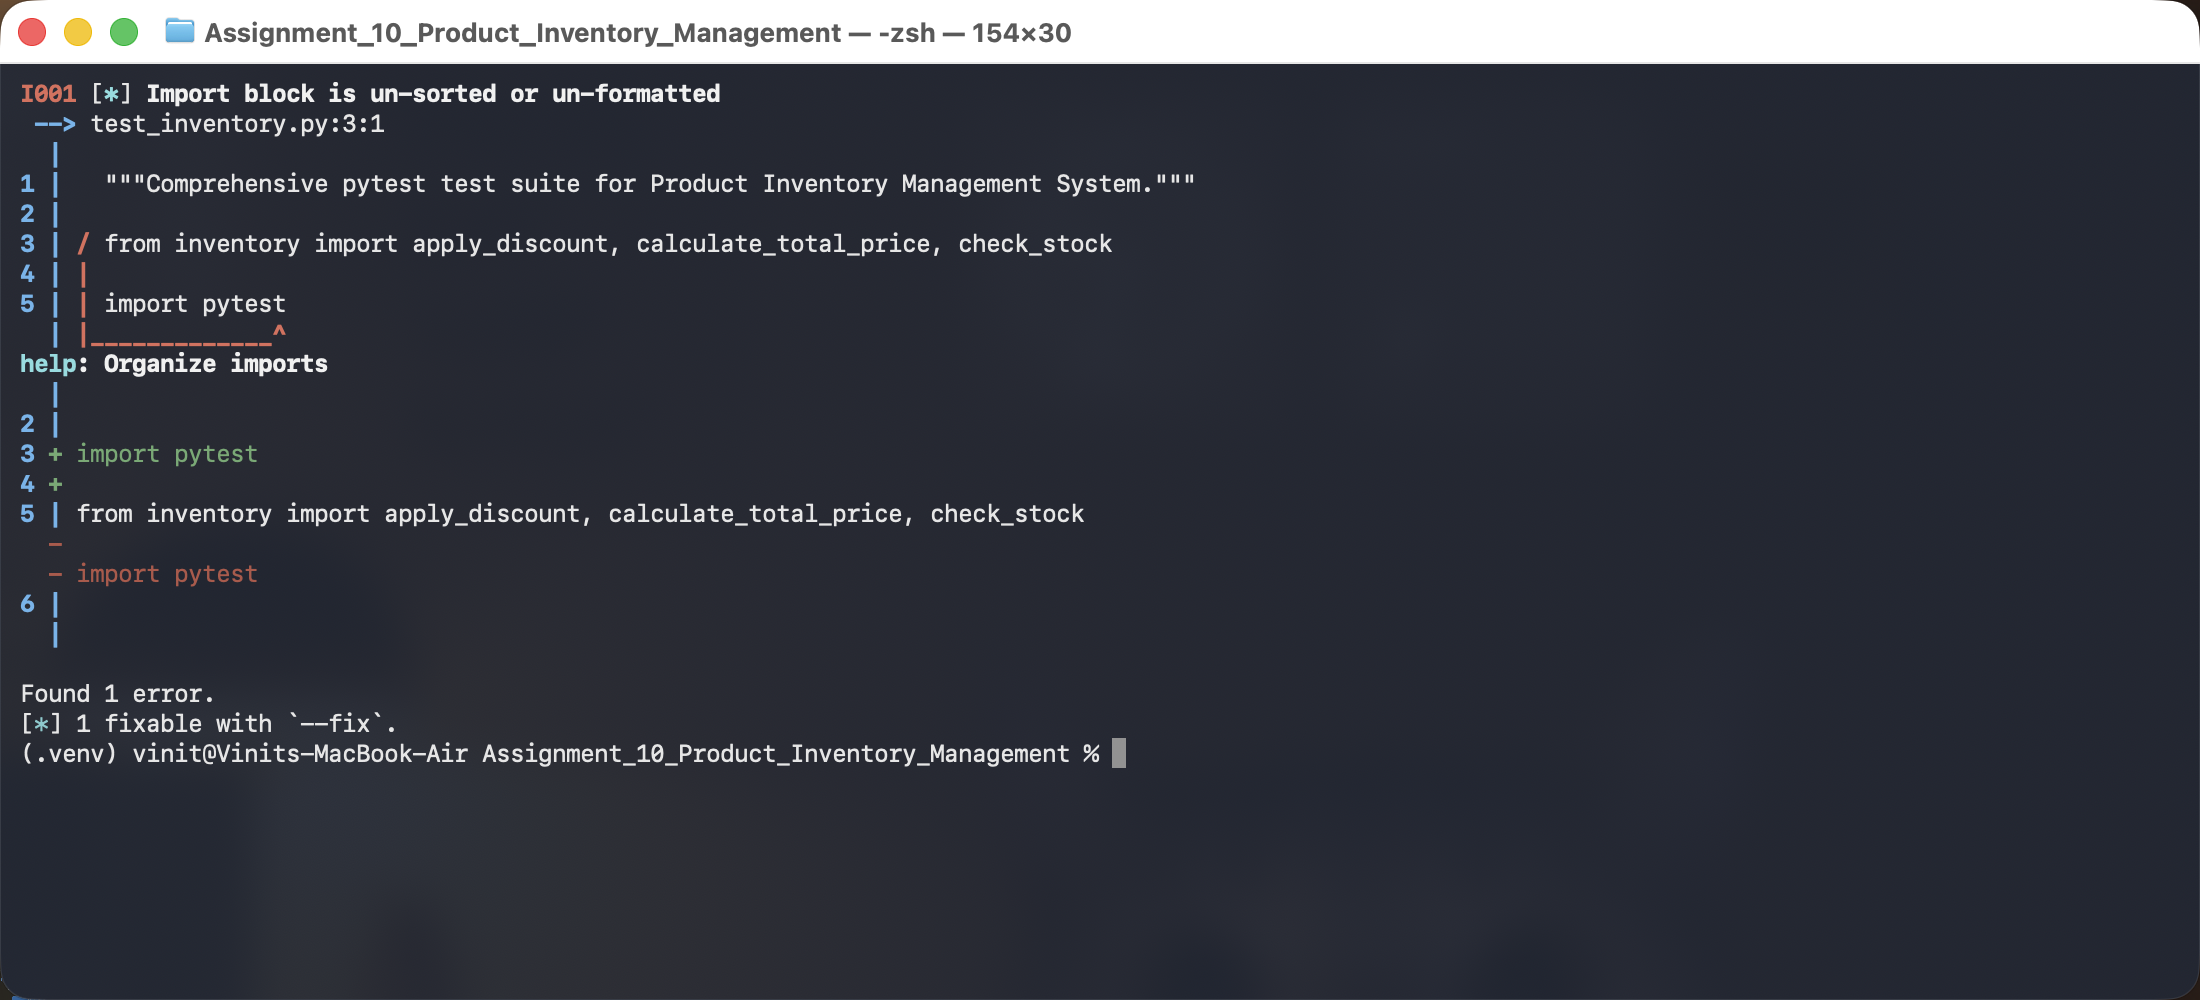 Assignment_10_Product_Inventory_Management — -zsh — 154×30
I001 [*] Import block is un-sorted or un-formatted
 --> test_inventory.py:3:1
  |
1 |   """Comprehensive pytest test suite for Product Inventory Management System."""
2 |
3 | / from inventory import apply_discount, calculate_total_price, check_stock
4 | |
5 | | import pytest
  | |_____________^
help: Organize imports
  |
2 |
3 + import pytest
4 +
5 | from inventory import apply_discount, calculate_total_price, check_stock
  -
  - import pytest
6 |
  |
Found 1 error.
[*] 1 fixable with `--fix`.
(.venv) vinit@Vinits-MacBook-Air Assignment_10_Product_Inventory_Management %